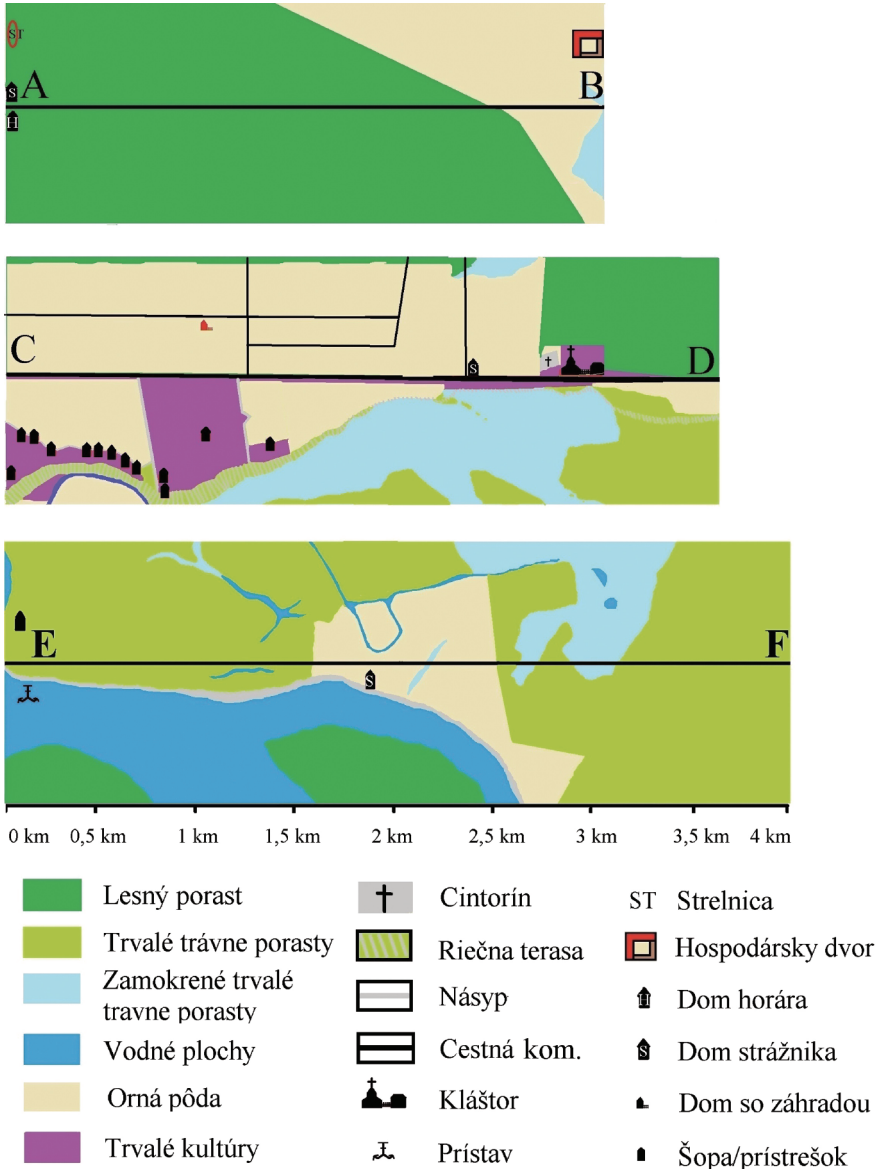 ST
S
A
B
H
C
D
S
E
F
S
0 km 0,5 km 1 km 1,5 km 2 km 2,5 km 3 km 3,5 km 4 km
Lesný porast
Trvalé trávne porasty
Zamokrené trvalé
travne porasty
Vodné plochy
Orná pôda
Trvalé kultúry
Cintorín
Riečna terasa
Násyp
Cestná kom.
Kláštor
Prístav
ST Strelnica
Hospodársky dvor
H Dom horára
S Dom strážnika
Dom so záhradou
Šopa/prístrešok